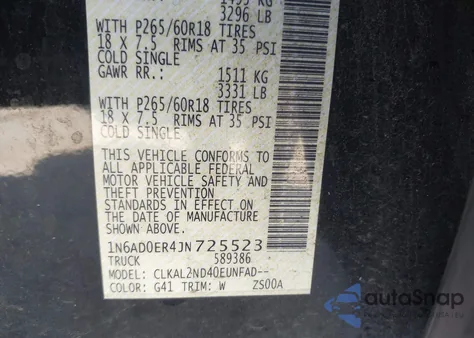 3296 LB
WITH P265/60R18 TIRES
18 X 7.5 RIMS AT 35 PSI
COLD SINGLE
GAWR RR.: 1511 KG
3331 LB
WITH P265/60R18 TIRES
18 X 7.5 RIMS AT 35 PSI
COLD SINGLE
THIS VEHICLE CONFORMS TO
ALL APPLICABLE FEDERAL
MOTOR VEHICLE SAFETY AND
THEFT PREVENTION
STANDARDS IN EFFECT ON
THE DATE OF MANUFACTURE
SHOWN ABOVE.
1N6AD0ER4JN725523
TRUCK 589386
MODEL: CLKAL2ND40EUNFAD--
COLOR: G41 TRIM: W ZS00A
autoSnap